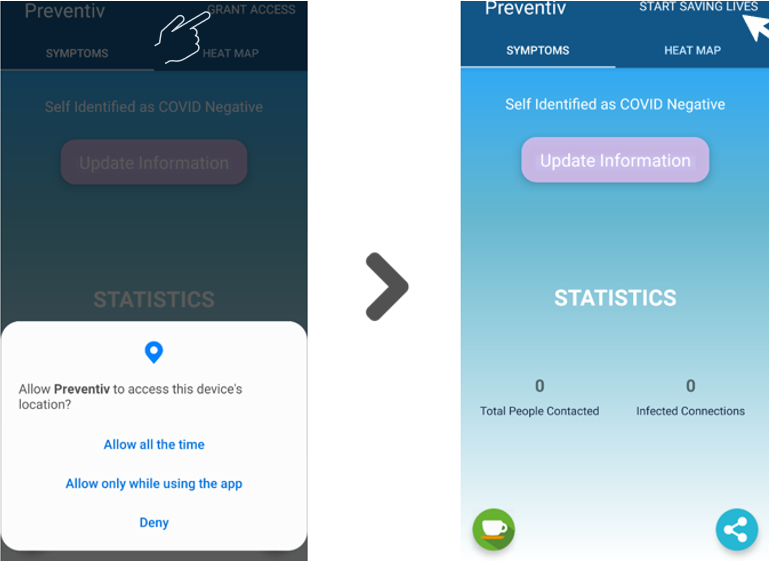 Preventiv
GRANT ACCESS
SYMPTOMS
HEAT MAP
Self Identified as COVID Negative
Update Information
STATISTICS
Allow Preventiv to access this device's
location?
Allow all the time
Allow only while using the app
Deny
Preventiv
START SAVING LIVES
SYMPTOMS
HEAT MAP
Self Identified as COVID Negative
Update Information
STATISTICS
0
0
Total People Contacted
Infected Connections